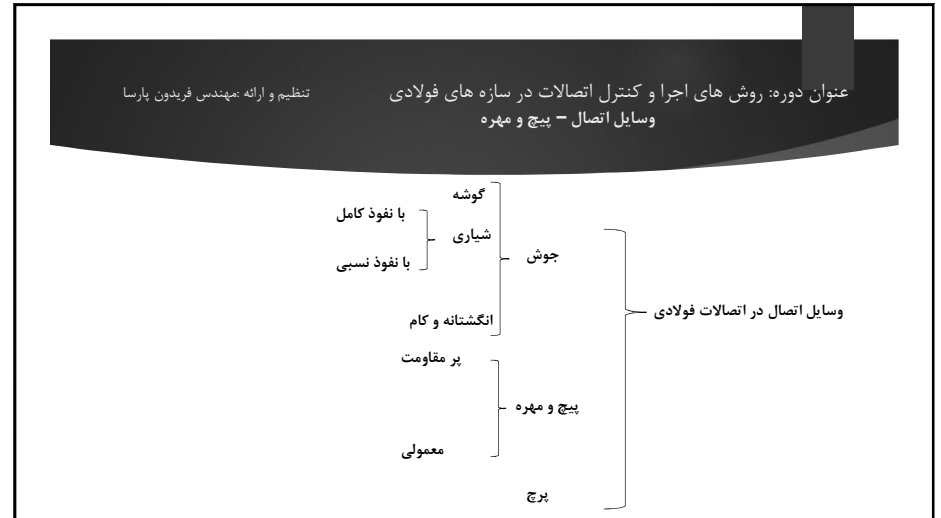 عنوان دوره: روش های اجرا و کنترل اتصالات در سازه های فولادی
تنظیم و ارائه :مهندس فریدون پارسا
وسایل اتصال – پیچ و مهره
وسایل اتصال در اتصالات فولادی
جوش
گوشه
شیاری
با نفوذ کامل
با نفوذ نسبی
انگشتانه و کام
پیچ و مهره
پر مقاومت
معمولی
پرچ